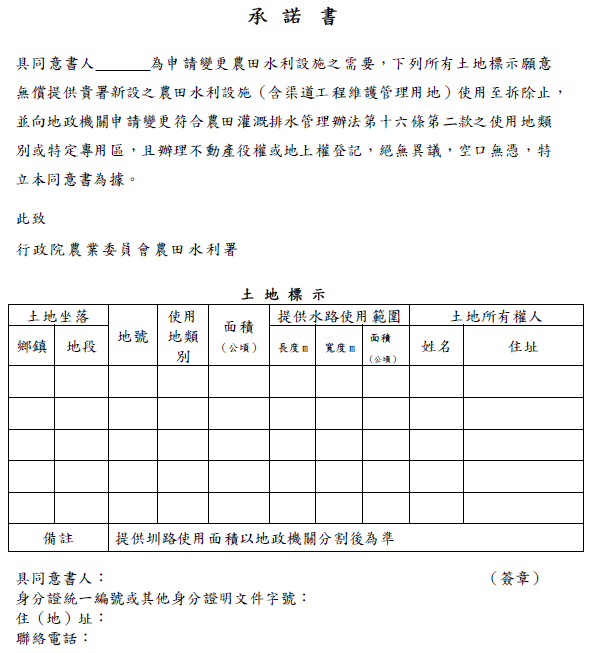 承 諾 書
具同意書人_______為申請變更農田水利設施之需要，下列所有土地標示願意
無償提供貴署新設之農田水利設施（含渠道工程維護管理用地）使用至拆除止，
並向地政機關申請變更符合農田灌溉排水管理辦法第十六條第二款之使用地類
別或特定專用區，且辦理不動產役權或地上權登記，絕無異議，空口無憑，特
立本同意書為據。
此致
行政院農業委員會農田水利署
土 地 標 示
土地坐落 地號 使用地類別 面積（公頃） 提供水路使用範圍 土地所有權人
鄉鎮 地段 長度m 寬度m 面積（公頃） 姓名 住址
備註 提供圳路使用面積以地政機關分割後為準
具同意書人： （簽章）
身分證統一編號或其他身分證明文件字號：
住（地）址：
聯絡電話：